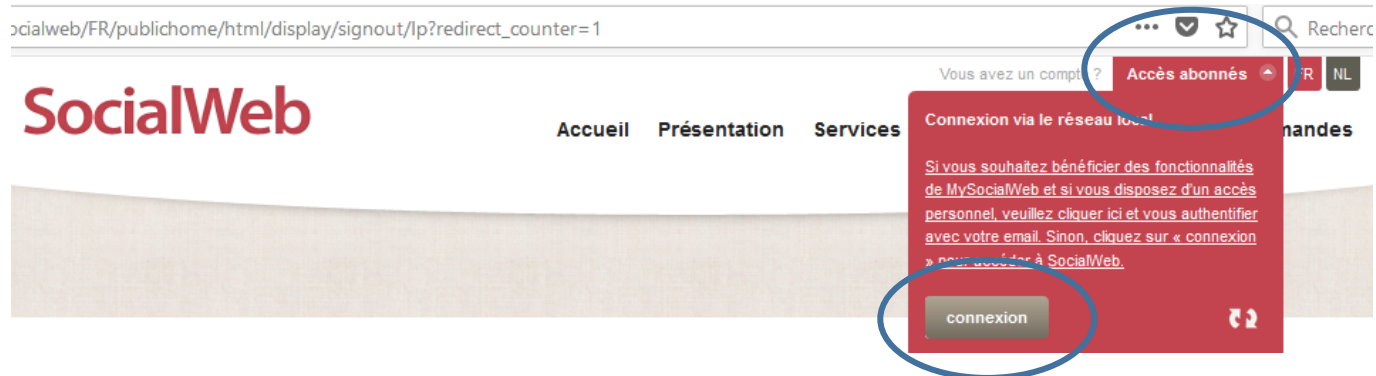 ocialweb/FR/publichome/html/display/signout/lp?redirect_counter=1
Recherc
Vous avez un compte ?
Accès abonnés
FR
NL
SocialWeb
Accueil Présentation Services
mandes
Connexion via le réseau local
Si vous souhaitez bénéficier des fonctionnalités
de MySocialWeb et si vous disposez d'un accès
personnel, veuillez cliquer ici et vous authentifier
avec votre email. Sinon, cliquez sur « connexion
» pour accéder à SocialWeb.
connexion